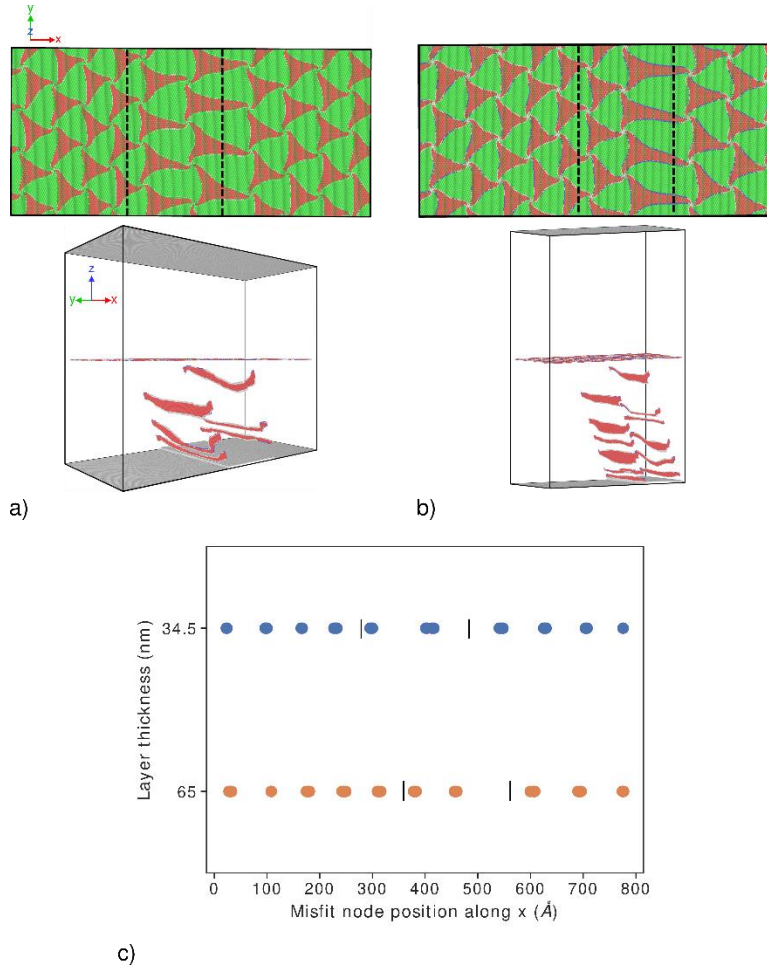 y
z
x
z
y
x
a)
b)
Layer thickness (nm)
34.5
65
0 100 200 300 400 500 600 700 800
Misfit node position along x (Å)
c)